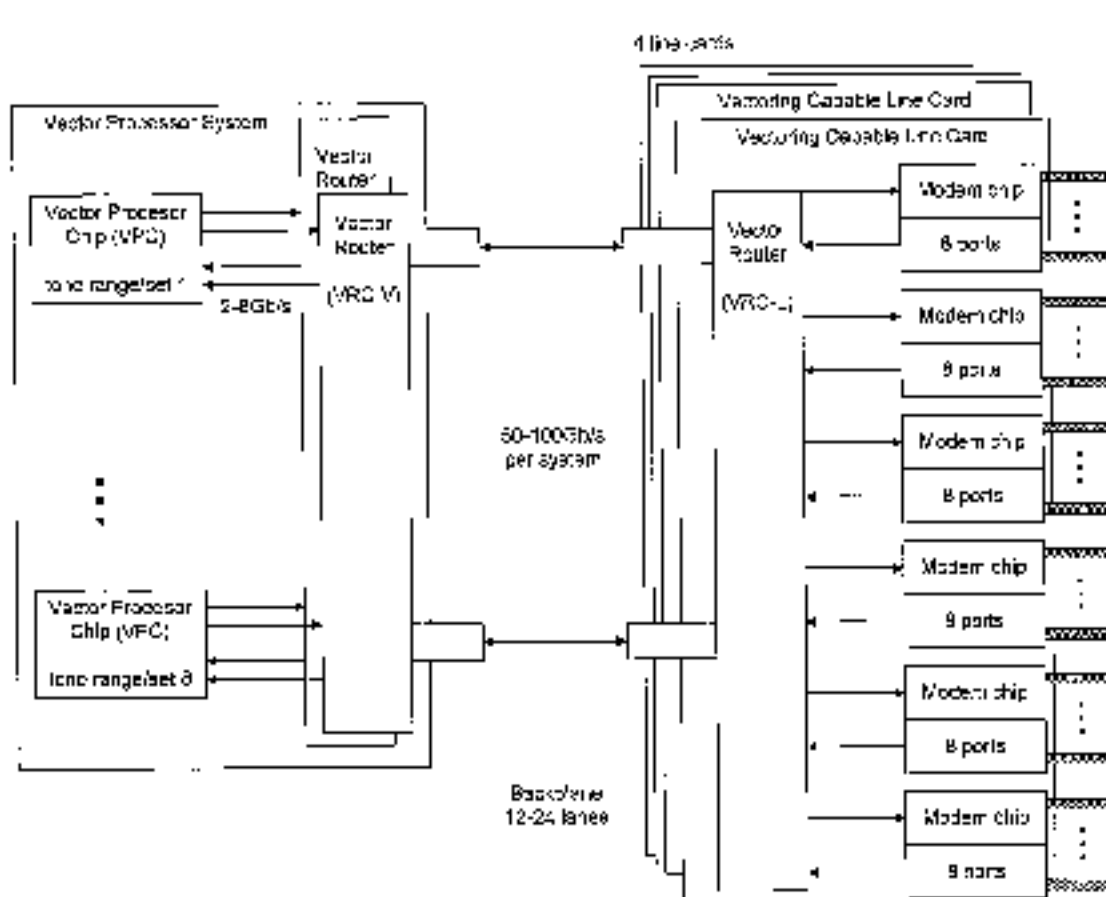 4 line cards
Vectoring Capable Line Card
Vectoring Capable Line Card
Vector Processor System
Vector
Router
Vector Procesor
Chip (VPC)
tone range/set 1
2-8Gb/s
Vector
Router
(VRC-V)
Vector
Router
(VRC-L)
Modem chip
8 ports
Modem chip
8 ports
50-100Gb/s
per system
Modem chip
8 ports
Modem chip
8 ports
Vector Procesor
Chip (VPC)
tone range/set 8
Modem chip
8 ports
Backplane
12-24 lanes
Modem chip
8 ports